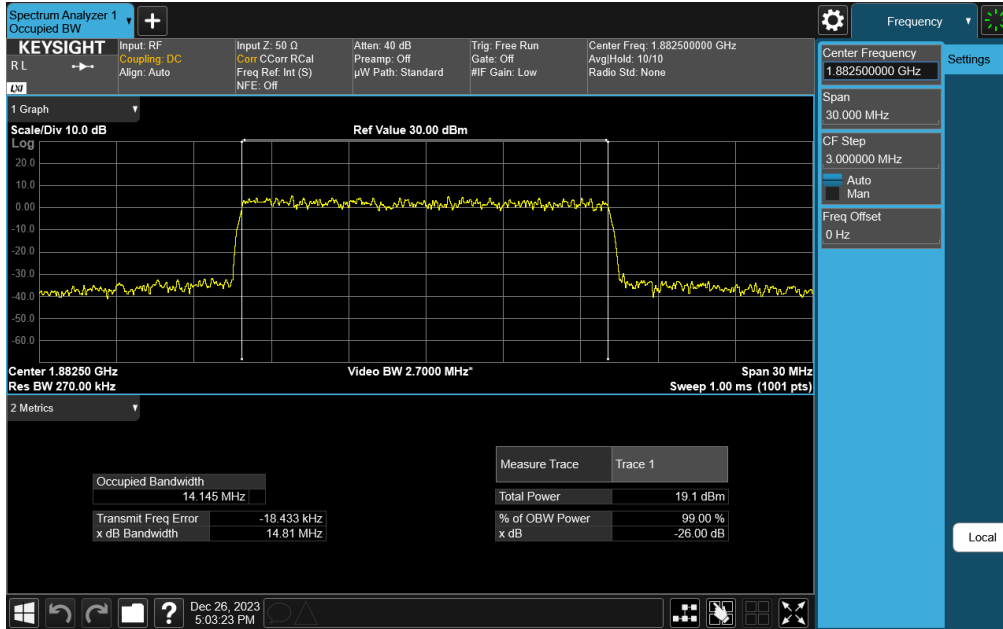 Spectrum Analyzer 1
Occupied BW
Frequency
KEYSIGHT
R L
LXI
Input: RF
Coupling: DC
Align: Auto
Input Z: 50 Ω
Corr CCorr RCal
Freq Ref: Int (S)
NFE: Off
Atten: 40 dB
Preamp: Off
µW Path: Standard
Trig: Free Run
Gate: Off
#IF Gain: Low
Center Freq: 1.882500000 GHz
Avg|Hold: 10/10
Radio Std: None
Center Frequency
1.882500000 GHz
Settings
Span
30.000 MHz
CF Step
3.000000 MHz
Auto
Man
Freq Offset
0 Hz
Local
1 Graph
Scale/Div 10.0 dB
Ref Value 30.00 dBm
Log
20.0
10.0
0.00
-10.0
-20.0
-30.0
-40.0
-50.0
-60.0
Center 1.88250 GHz
Video BW 2.7000 MHz*
Span 30 MHz
Res BW 270.00 kHz
Sweep 1.00 ms (1001 pts)
2 Metrics
Occupied Bandwidth
14.145 MHz
Transmit Freq Error -18.433 kHz
x dB Bandwidth 14.81 MHz
Measure Trace Trace 1
Total Power 19.1 dBm
% of OBW Power 99.00 %
x dB -26.00 dB
?
Dec 26, 2023
5:03:23 PM